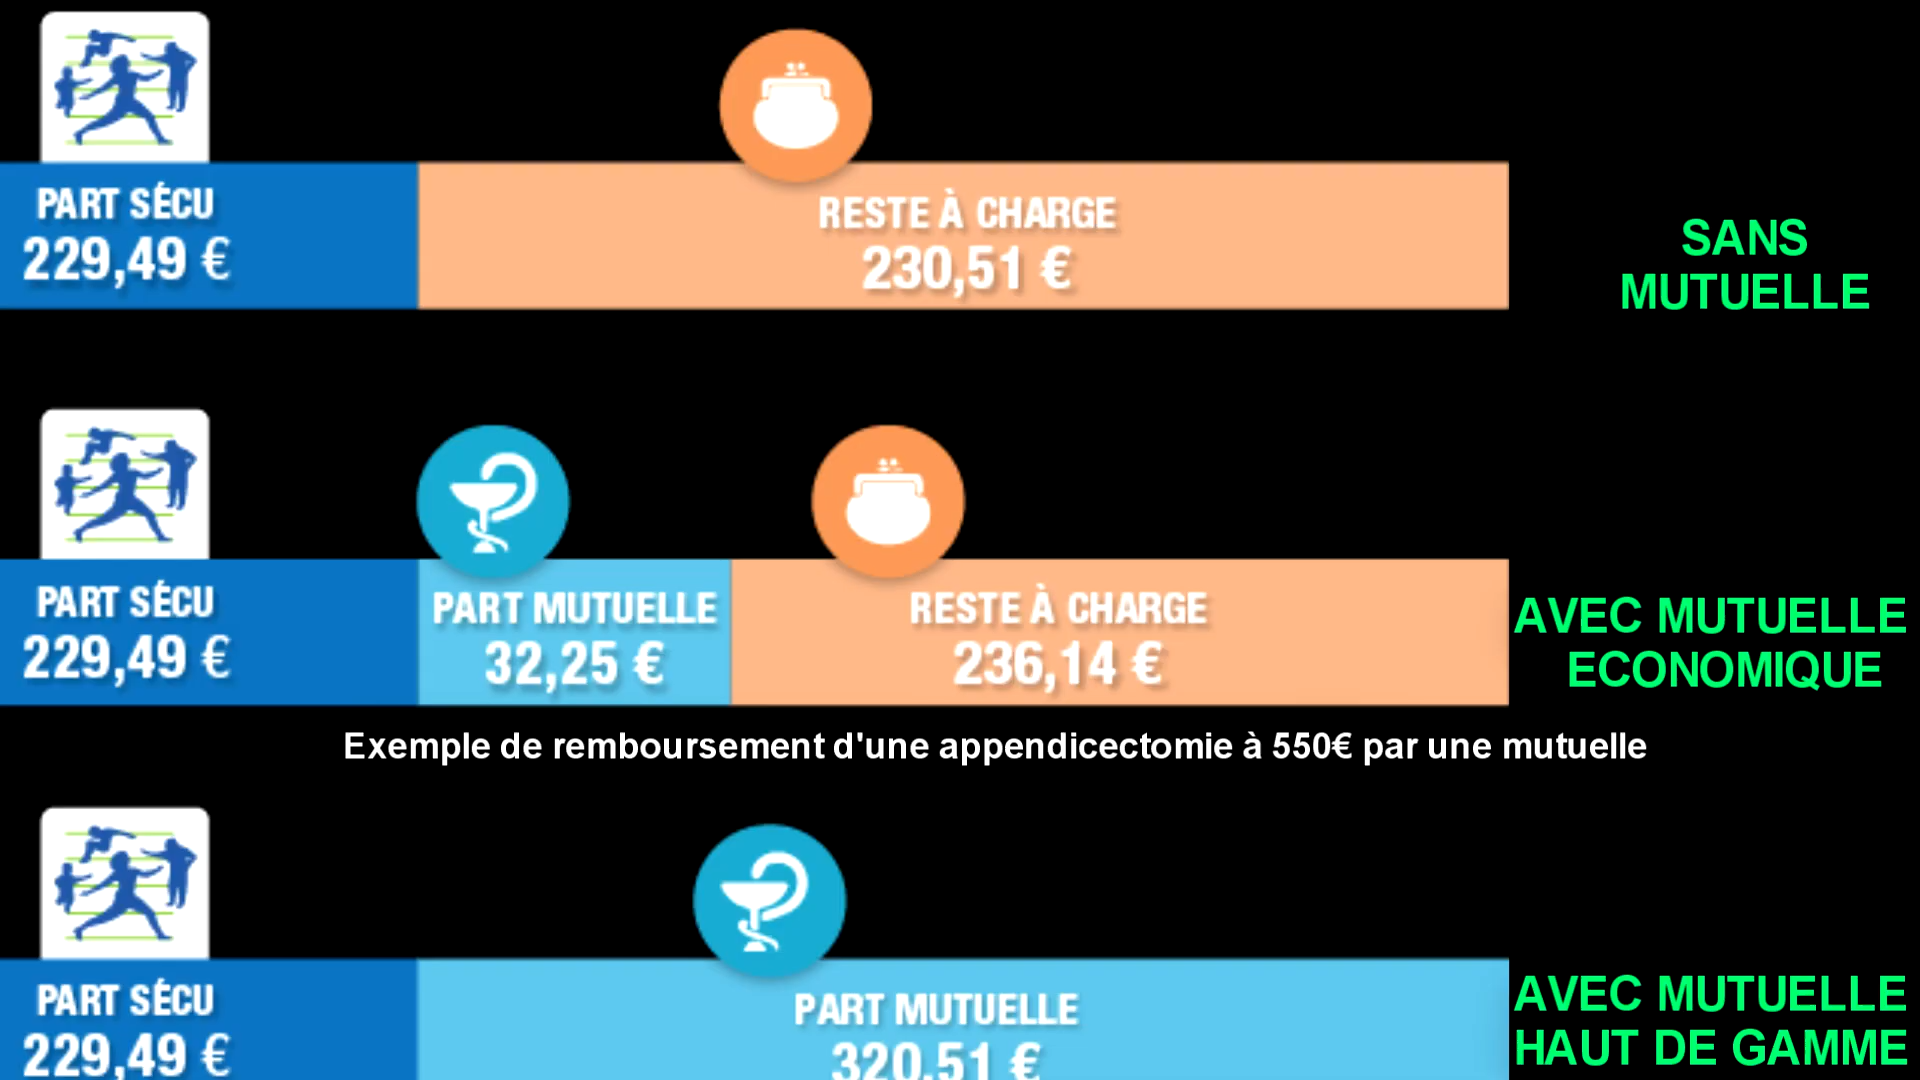 PART SÉCU
229,49 €
RESTE À CHARGE
230,51 €
SANS
MUTUELLE
PART SÉCU
229,49 €
PART MUTUELLE
32,25 €
RESTE À CHARGE
236,14 €
AVEC MUTUELLE
ECONOMIQUE
Exemple de remboursement d'une appendicectomie à 550€ par une mutuelle
PART SÉCU
229,49 €
PART MUTUELLE
320,51 €
AVEC MUTUELLE
HAUT DE GAMME